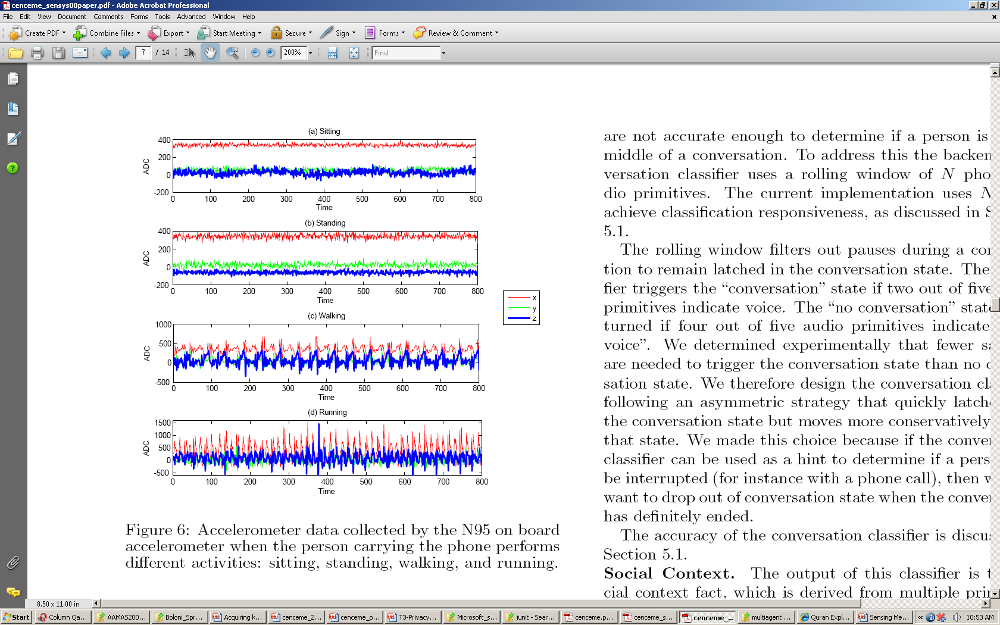 cenceme_sensys08paper.pdf - Adobe Acrobat Professional
File Edit View Document Comments Forms Tools Advanced Window Help
Create PDF Combine Files Export Start Meeting Secure Sign Forms Review & Comment
7 / 14 200% Find
(a) Sitting
400
200
0
-200
ADC
0 100 200 300 400 500 600 700 800
Time
(b) Standing
400
200
0
-200
ADC
0 100 200 300 400 500 600 700 800
Time
x
y
z
(c) Walking
1000
500
0
-500
ADC
0 100 200 300 400 500 600 700 800
Time
(d) Running
1500
1000
500
0
-500
ADC
0 100 200 300 400 500 600 700 800
Time
Figure 6: Accelerometer data collected by the N95 on board
accelerometer when the person carrying the phone performs
different activities: sitting, standing, walking, and running.
are not accurate enough to determine if a person is
middle of a conversation. To address this the backen
versation classifier uses a rolling window of N pho
dio primitives. The current implementation uses N
achieve classification responsiveness, as discussed in S
5.1.
The rolling window filters out pauses during a con
tion to remain latched in the conversation state. The
fier triggers the “conversation” state if two out of five
primitives indicate voice. The “no conversation” state
turned if four out of five audio primitives indicate
voice”. We determined experimentally that fewer sa
are needed to trigger the conversation state than no c
sation state. We therefore design the conversation cla
following an asymmetric strategy that quickly latche
the conversation state but moves more conservatively
that state. We made this choice because if the conver
classifier can be used as a hint to determine if a pers
be interrupted (for instance with a phone call), then w
want to drop out of conversation state when the conver
has definitely ended.
The accuracy of the conversation classifier is discus
Section 5.1.
Social Context. The output of this classifier is t
cial context fact, which is derived from multiple prim
8.50 x 11.00 in
Start Column Qa... AAMAS200... Boloni_Spr... Acquiring k... cenceme_2... cenceme_o... T3-Privacy... Microsoft_s... junit - Sear... cenceme.p... cenceme_s... cenceme_... multiagent ... Quran Expl... Sensing Me... « 10:53 AM